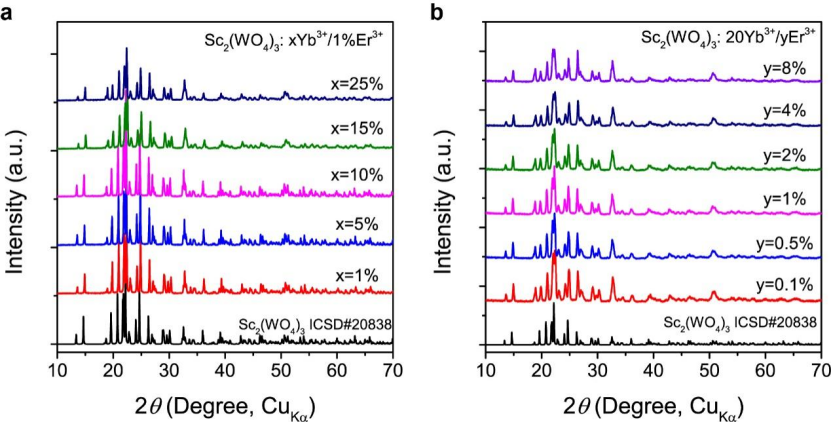 a
Sc₂(WO₄)₃: xYb³⁺/1%Er³⁺
x=25%
x=15%
x=10%
x=5%
x=1%
Sc₂(WO₄)₃ ICSD#20838
Intensity (a.u.)
10 20 30 40 50 60 70
2θ (Degree, Cu_Kα)
b
Sc₂(WO₄)₃: 20Yb³⁺/yEr³⁺
y=8%
y=4%
y=2%
y=1%
y=0.5%
y=0.1%
Sc₂(WO₄)₃ ICSD#20838
Intensity (a.u.)
10 20 30 40 50 60 70
2θ (Degree, Cu_Kα)